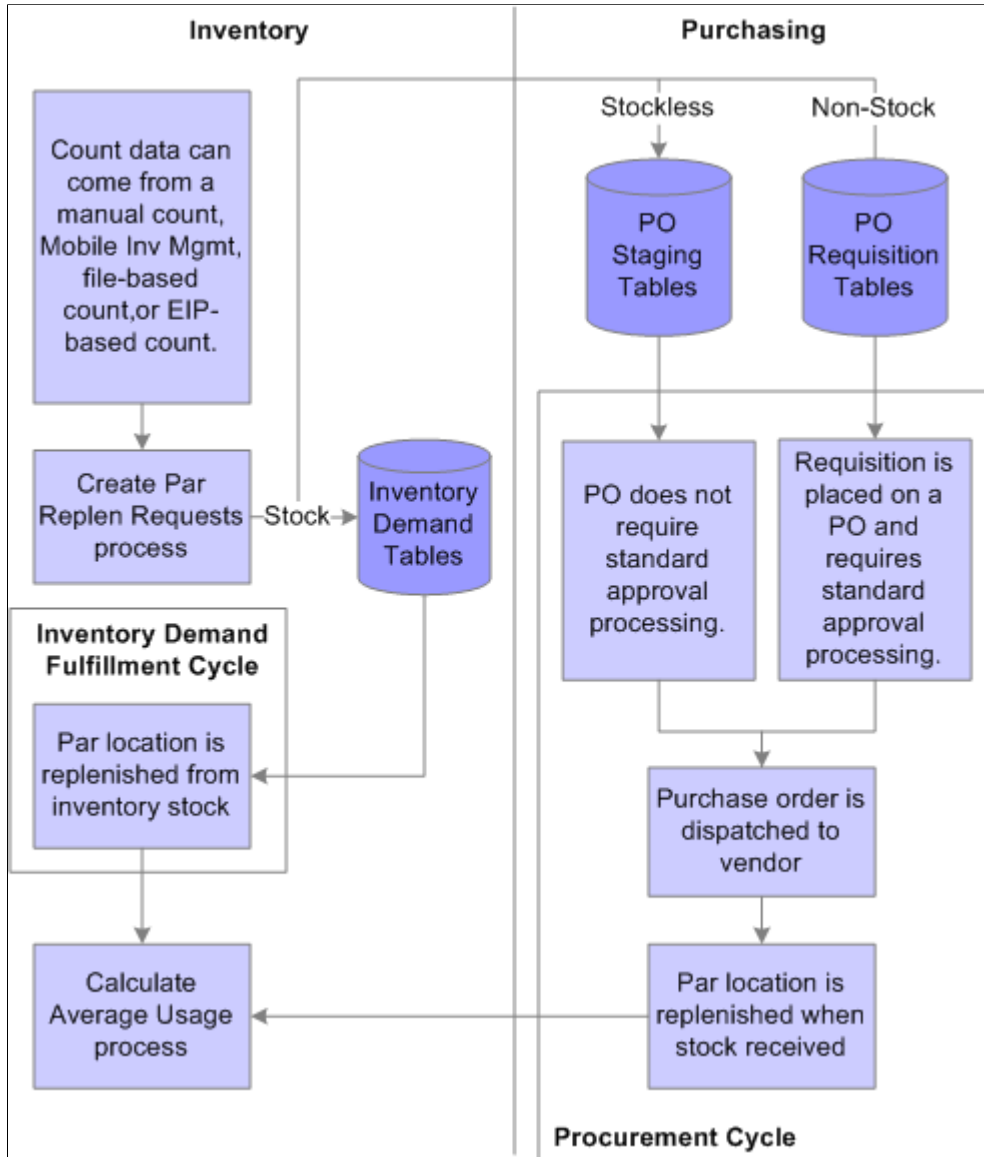 Inventory
Purchasing
Count data can
come from a
manual count,
Mobile Inv Mgmt,
file-based
count,or EIP-
based count.
Create Par
Replen Requests
process
Stock
Inventory
Demand
Tables
Inventory Demand
Fulfillment Cycle
Par location is
replenished from
inventory stock
Calculate
Average Usage
process
Stockless
Non-Stock
PO
Staging
Tables
PO
Requisition
Tables
PO does not
require
standard
approval
processing.
Requisition is
placed on a
PO and
requires
standard
approval
processing.
Purchase order is
dispatched to
vendor
Par location is
replenished when
stock received
Procurement Cycle